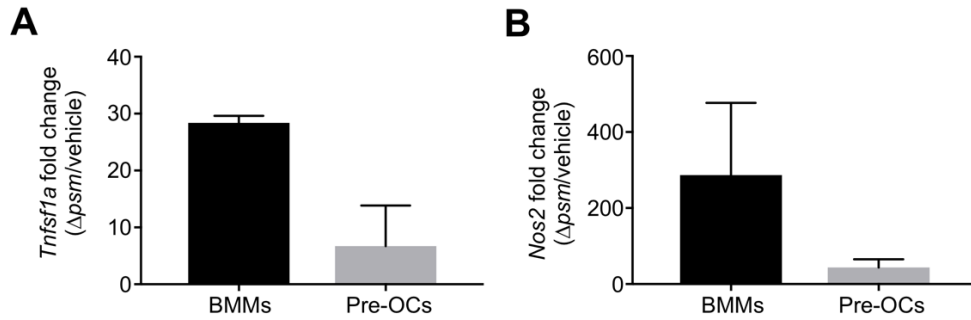 A
Tnfsf1a fold change
(Δpsm/vehicle)
40
30
20
10
0
BMMs Pre-OCs
B
Nos2 fold change
(Δpsm/vehicle)
600
400
200
0
BMMs Pre-OCs